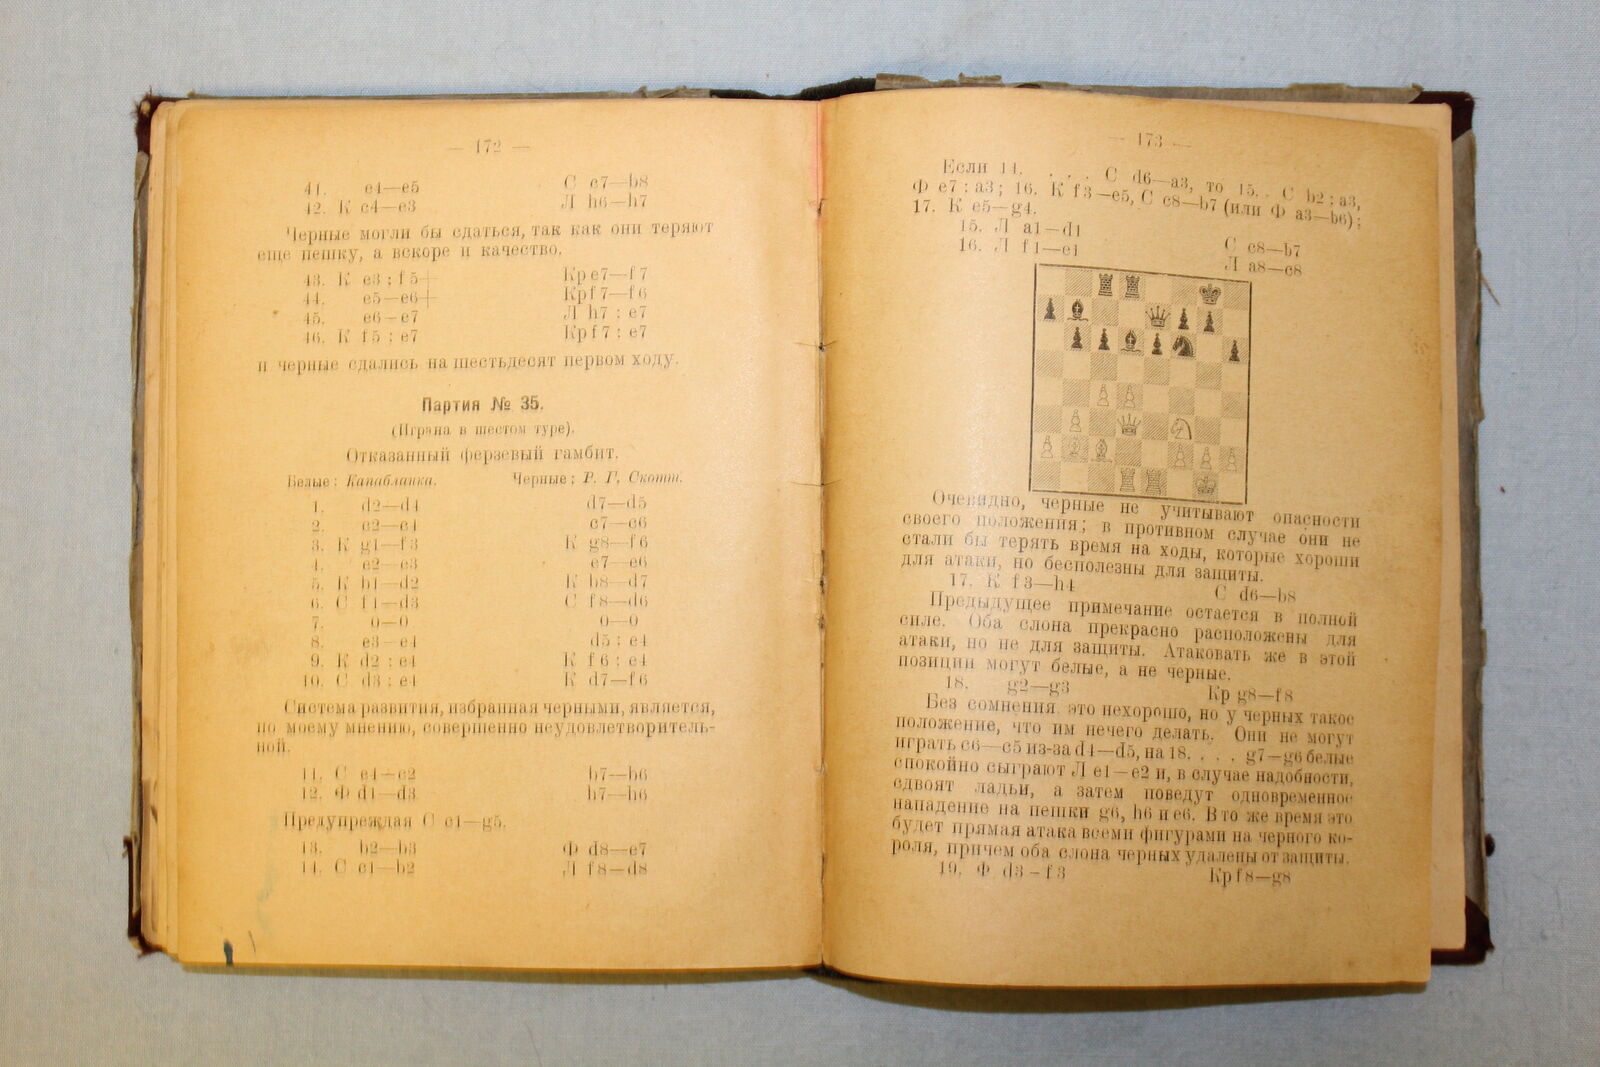 — 172 —
41. e4—e5 С c7—b8
42. К c4—e3 Л h6—h7
Черные могли бы сдаться, так как они теряют
еще пешку, а вскоре и качество.
43. К e3 : f5+ Кр e7—f7
44. e5—e6+ Кр f7—f6
45. e6—e7 Л h7 : e7
46. К f5 : e7 Кр f7 : e7
и черные сдались на шестьдесят первом ходу.
Партия № 35.
(Играна в шестом туре).
Отказанный ферзевый гамбит.
Белые: Капабланка. Черные: Р. Г. Скотт.
1. d2—d4 d7—d5
2. c2—c4 c7—c6
3. К g1—f3 К g8—f6
4. e2—e3 e7—e6
5. К b1—d2 К b8—d7
6. С f1—d3 С f8—d6
7. 0—0 0—0
8. e3—e4 d5 : e4
9. К d2 : e4 К f6 : e4
10. С d3 : e4 К d7—f6
Система развития, избранная черными, является,
по моему мнению, совершенно неудовлетворитель-
ной.
11. С e4—c2 b7—b6
12. Ф d1—d3 h7—h6
Предупреждая С c1—g5.
13. b2—b3 Ф d8—e7
14. С c1—b2 Л f8—d8
— 173 —
Если 14. . . . С d6—a3, то 15. С b2 : a3,
Ф e7 : a3; 16. К f3—e5, С c8—b7 (или Ф a3—b6);
17. К e5—g4.
15. Л a1—d1 С c8—b7
16. Л f1—e1 Л a8—c8
Очевидно, черные не учитывают опасности
своего положения; в противном случае они не
стали бы терять время на ходы, которые хороши
для атаки, но бесполезны для защиты.
17. К f3—h4 С d6—b8
Предыдущее примечание остается в полной
силе. Оба слона прекрасно расположены для
атаки, но не для защиты. Атаковать же в этой
позиции могут белые, а не черные.
18. g2—g3 Кр g8—f8
Без сомнения это нехорошо, но у черных такое
положение, что им нечего делать. Они не могут
играть c6—c5 из-за d4—d5, на 18. . . . g7—g6 белые
спокойно сыграют Л e1—e2 и, в случае надобности,
сдвоят ладьи, а затем поведут одновременное
нападение на пешки g6, h6 и e6. В то же время это
будет прямая атака всеми фигурами на черного ко-
роля, причем оба слона черных удалены от защиты.
19. Ф d3—f3 Кр f8—g8